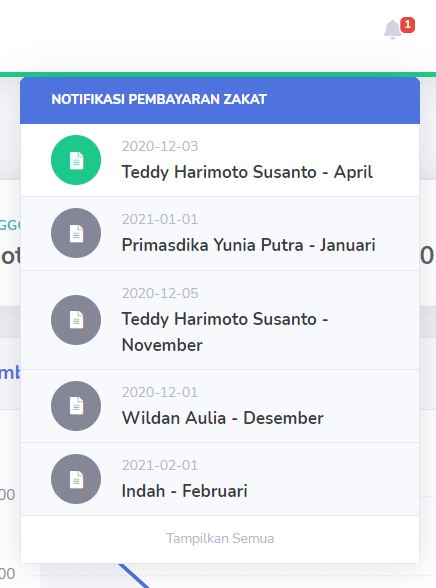 1
NOTIFIKASI PEMBAYARAN ZAKAT
2020-12-03
Teddy Harimoto Susanto - April
2021-01-01
Primasdika Yunia Putra - Januari
2020-12-05
Teddy Harimoto Susanto -
November
2020-12-01
Wildan Aulia - Desember
2021-02-01
Indah - Februari
Tampilkan Semua